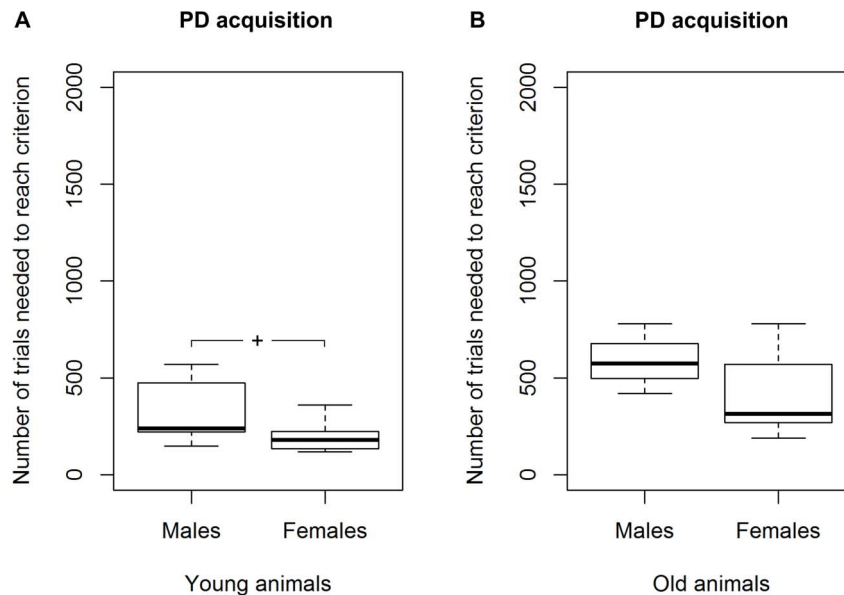 A
PD acquisition
Number of trials needed to reach criterion
2000
1500
1000
500
0
+
Males
Females
Young animals
B
PD acquisition
Number of trials needed to reach criterion
2000
1500
1000
500
0
Males
Females
Old animals